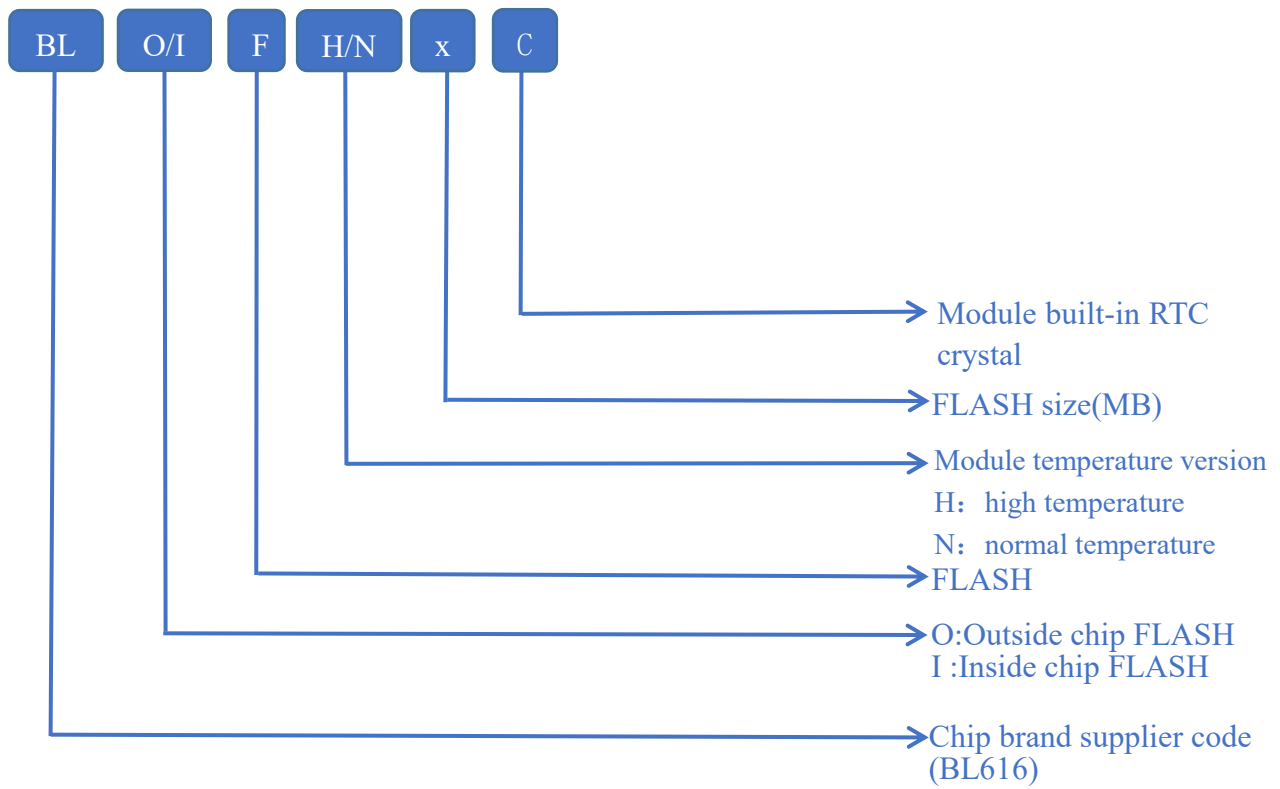 BL O/I F H/N x C
Module built-in RTC
crystal
FLASH size(MB)
Module temperature version
H： high temperature
N： normal temperature
FLASH
O:Outside chip FLASH
I :Inside chip FLASH
Chip brand supplier code
(BL616)